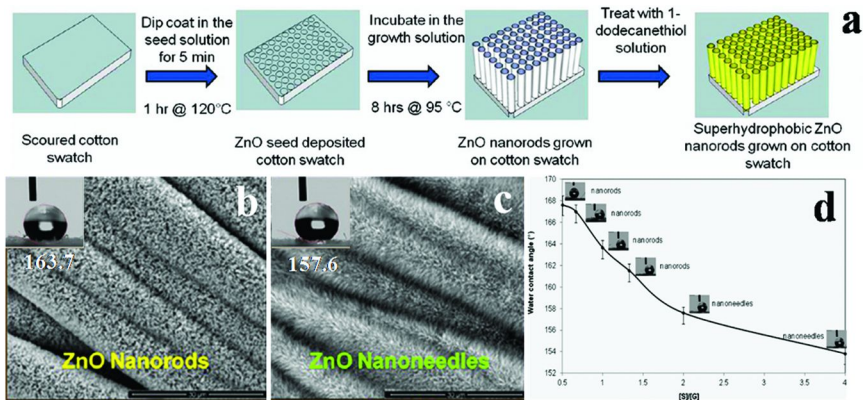 Dip coat in the
seed solution
for 5 min
1 hr @ 120°C
Incubate in the
growth solution
8 hrs @ 95 °C
Treat with 1-
dodecanethiol
solution
a
Scoured cotton
swatch
ZnO seed deposited
cotton swatch
ZnO nanorods grown
on cotton swatch
Superhydrophobic ZnO
nanorods grown on cotton
swatch
b
163.7
ZnO Nanorods
c
157.6
ZnO Nanoneedles
d
170
168
166
164
162
160
158
156
154
152
Water contact angle (°)
nanorods
nanorods
nanorods
nanorods
nanoneedles
nanoneedles
0.5
1
1.5
2
2.5
3
3.5
4
[S]/[G]